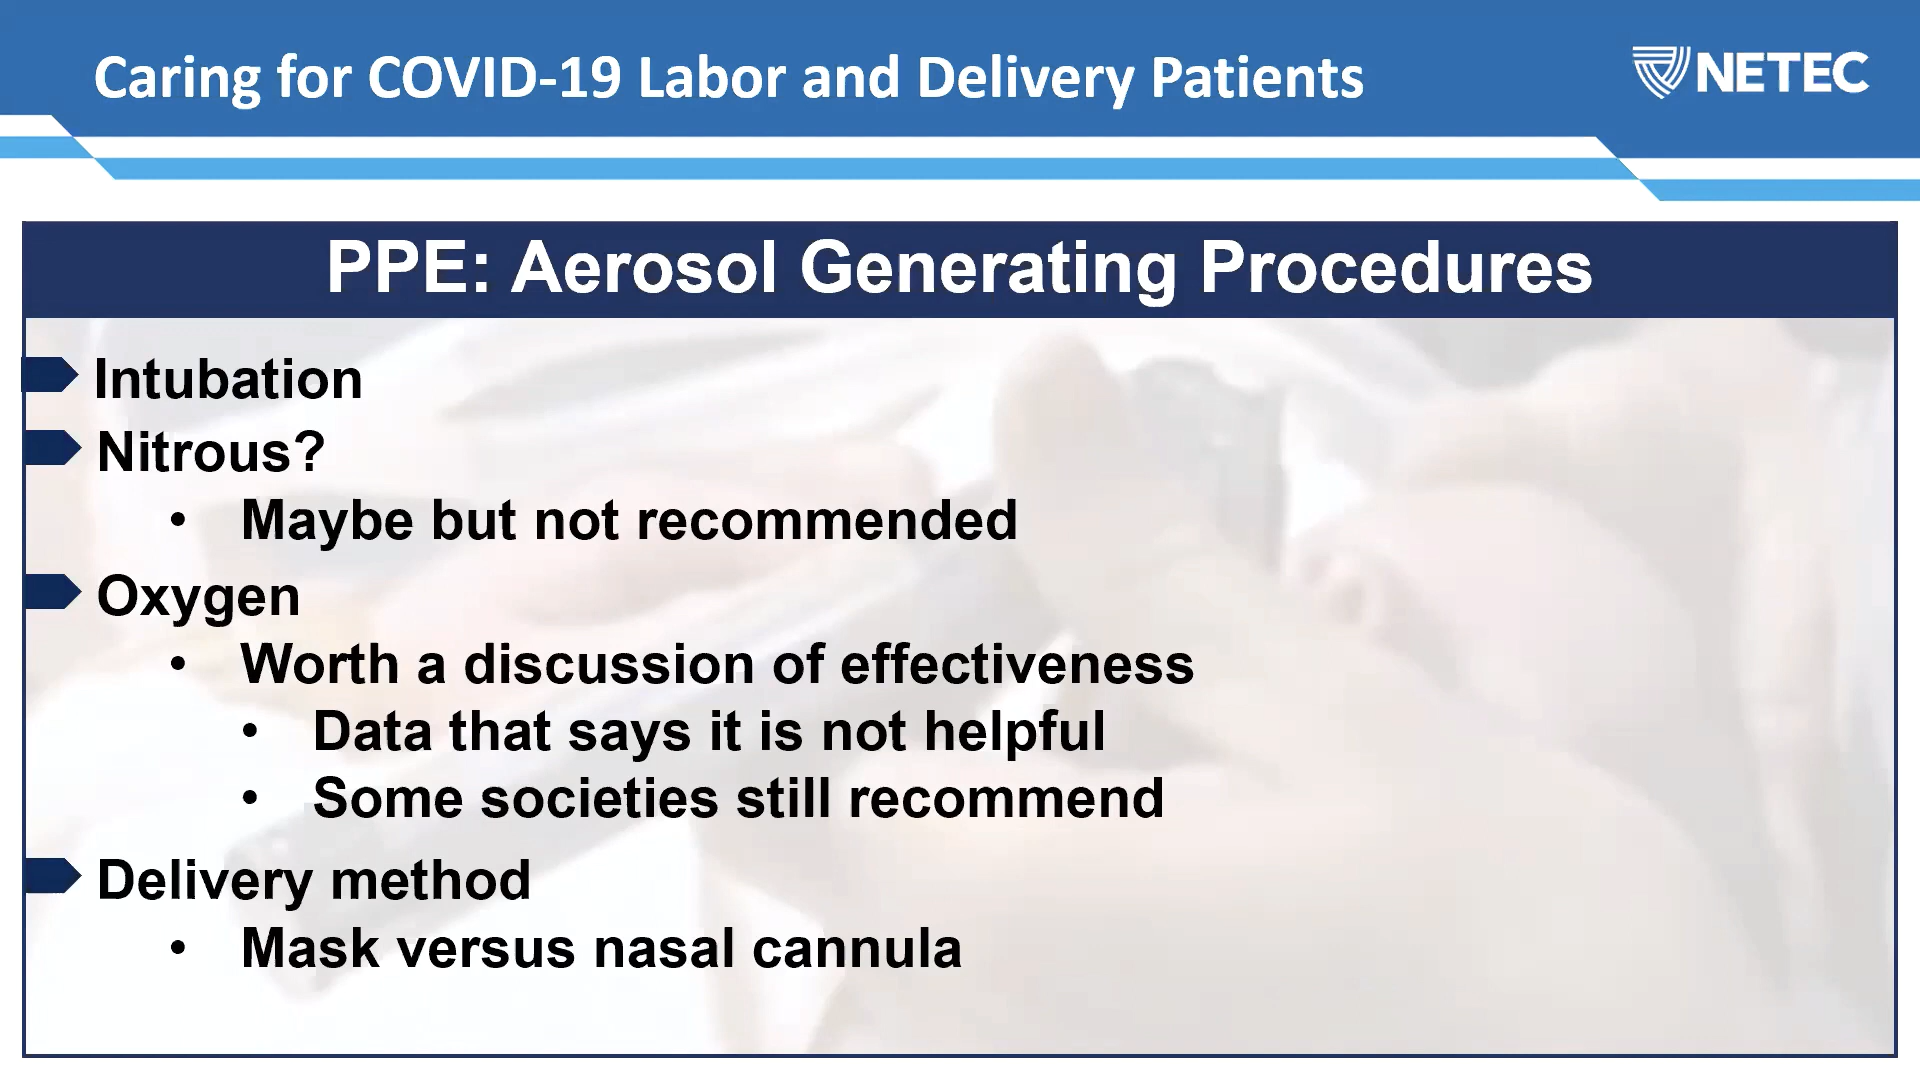 Caring for COVID-19 Labor and Delivery Patients
NETEC
PPE: Aerosol Generating Procedures
Intubation
Nitrous?
• Maybe but not recommended
Oxygen
• Worth a discussion of effectiveness
• Data that says it is not helpful
• Some societies still recommend
Delivery method
• Mask versus nasal cannula